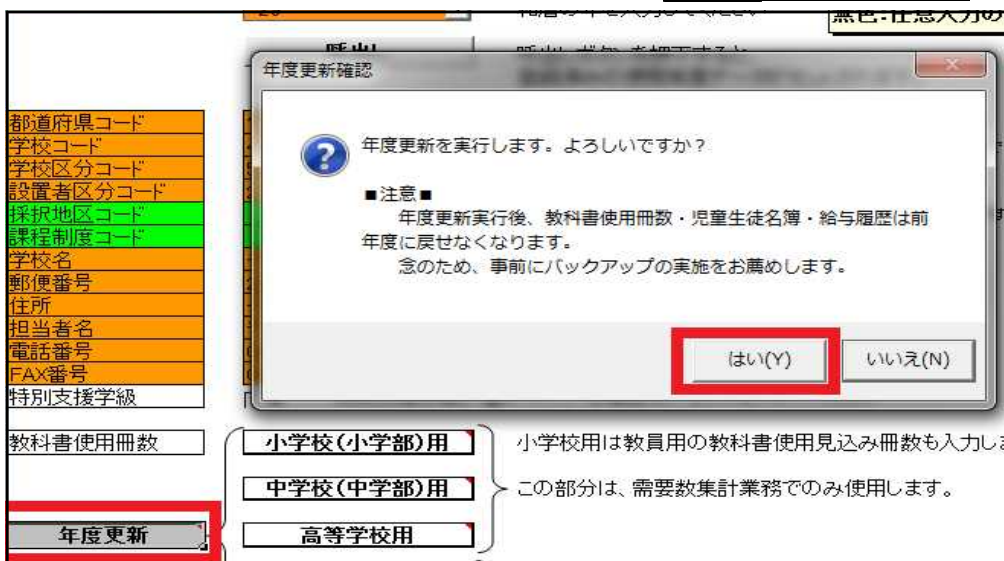 無色:任意入力の
呼出
年度更新確認
年度更新を実行します。よろしいですか？
■注意■
年度更新実行後、教科書使用冊数・児童生徒名簿・給与履歴は前
年度に戻せなくなります。
念のため、事前にバックアップの実施をお薦めします。
はい(Y)
いいえ(N)
都道府県コード
学校コード
学校区分コード
設置者区分コード
採択地区コード
課程制度コード
学校名
郵便番号
住所
担当者名
電話番号
FAX番号
特別支援学級
教科書使用冊数
小学校(小学部)用
小学校用は教員用の教科書使用見込み冊数も入力しま
中学校(中学部)用
この部分は、需要数集計業務でのみ使用します。
年度更新
高等学校用